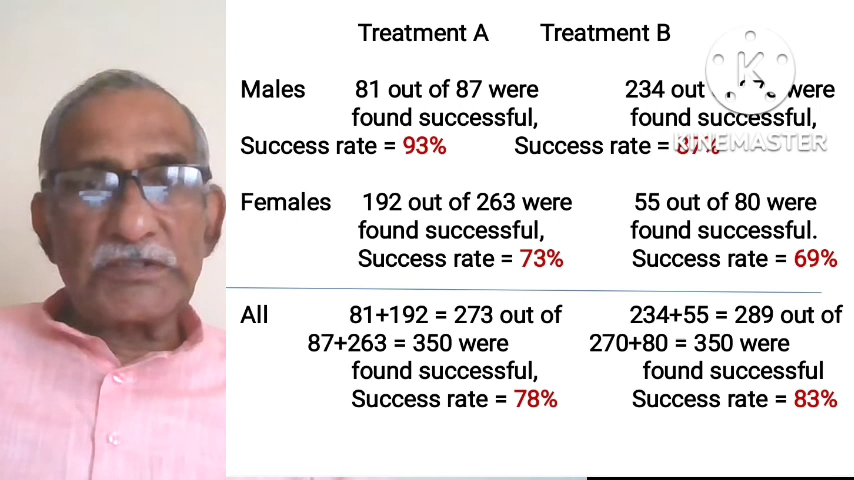 Treatment A Treatment B
Males 81 out of 87 were 234 out were
found successful, found successful,
Success rate = 93% Success rate = 87%
K
KINEMASTER
Females 192 out of 263 were 55 out of 80 were
found successful, found successful.
Success rate = 73% Success rate = 69%
All 81+192 = 273 out of 234+55 = 289 out of
87+263 = 350 were 270+80 = 350 were
found successful, found successful
Success rate = 78% Success rate = 83%